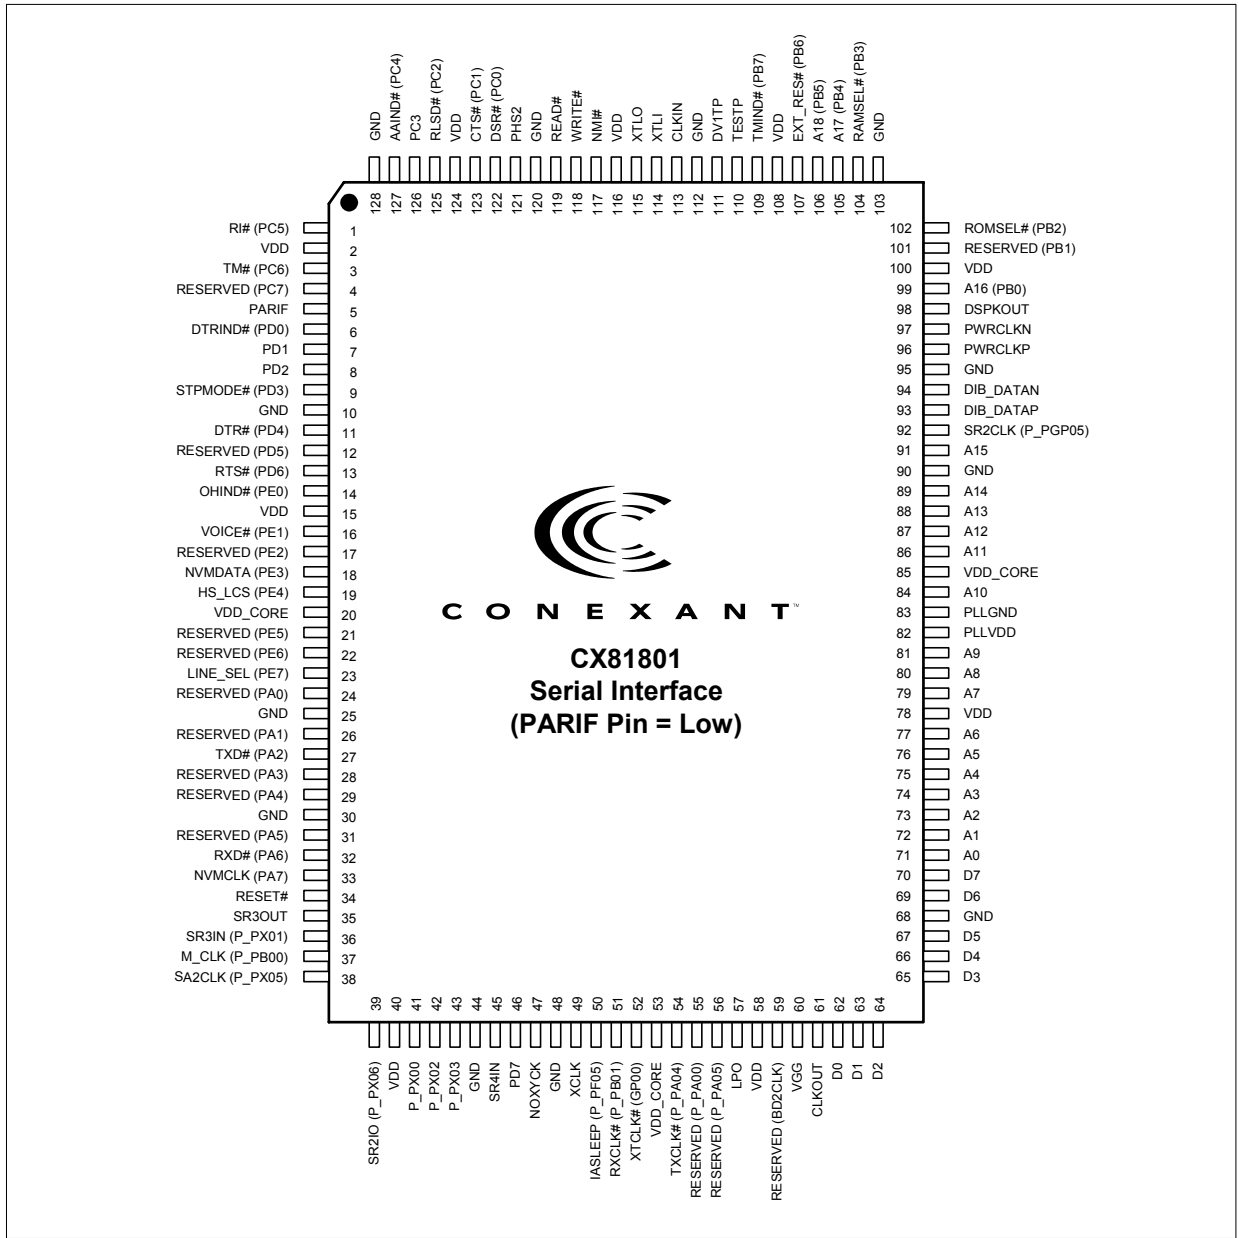 GND
AAIND# (PC4)
PC3
RLSD# (PC2)
VDD
CTS# (PC1)
DSR# (PC0)
PHS2
GND
READ#
WRITE#
NMI#
VDD
XTLO
XTLI
CLKIN
GND
DV1TP
TESTP
TMIND# (PB7)
VDD
EXT_RES# (PB6)
A18 (PB5)
A17 (PB4)
RAMSEL# (PB3)
GND
128 127 126 125 124 123 122 121 120 119 118 117 116 115 114 113 112 111 110 109 108 107 106 105 104 103
RI# (PC5) 1
VDD 2
TM# (PC6) 3
RESERVED (PC7) 4
PARIF 5
DTRIND# (PD0) 6
PD1 7
PD2 8
STPMODE# (PD3) 9
GND 10
DTR# (PD4) 11
RESERVED (PD5) 12
RTS# (PD6) 13
OHIND# (PE0) 14
VDD 15
VOICE# (PE1) 16
RESERVED (PE2) 17
NVMDATA (PE3) 18
HS_LCS (PE4) 19
VDD_CORE 20
RESERVED (PE5) 21
RESERVED (PE6) 22
LINE_SEL (PE7) 23
RESERVED (PA0) 24
GND 25
RESERVED (PA1) 26
TXD# (PA2) 27
RESERVED (PA3) 28
RESERVED (PA4) 29
GND 30
RESERVED (PA5) 31
RXD# (PA6) 32
NVMCLK (PA7) 33
RESET# 34
SR3OUT 35
SR3IN (P_PX01) 36
M_CLK (P_PB00) 37
SA2CLK (P_PX05) 38
CONEXANT™
CX81801
Serial Interface
(PARIF Pin = Low)
102 ROMSEL# (PB2)
101 RESERVED (PB1)
100 VDD
99 A16 (PB0)
98 DSPKOUT
97 PWRCLKN
96 PWRCLKP
95 GND
94 DIB_DATAN
93 DIB_DATAP
92 SR2CLK (P_PGP05)
91 A15
90 GND
89 A14
88 A13
87 A12
86 A11
85 VDD_CORE
84 A10
83 PLLGND
82 PLLVDD
81 A9
80 A8
79 A7
78 VDD
77 A6
76 A5
75 A4
74 A3
73 A2
72 A1
71 A0
70 D7
69 D6
68 GND
67 D5
66 D4
65 D3
39 40 41 42 43 44 45 46 47 48 49 50 51 52 53 54 55 56 57 58 59 60 61 62 63 64
SR2IO (P_PX06)
VDD
P_PX00
P_PX02
P_PX03
GND
SR4IN
PD7
NOXYCK
GND
XCLK
IASLEEP (P_PF05)
RXCLK# (P_PB01)
XTCLK# (GP00)
VDD_CORE
TXCLK# (P_PA04)
RESERVED (P_PA00)
RESERVED (P_PA05)
LPO
VDD
RESERVED (BD2CLK)
VGG
CLKOUT
D0
D1
D2